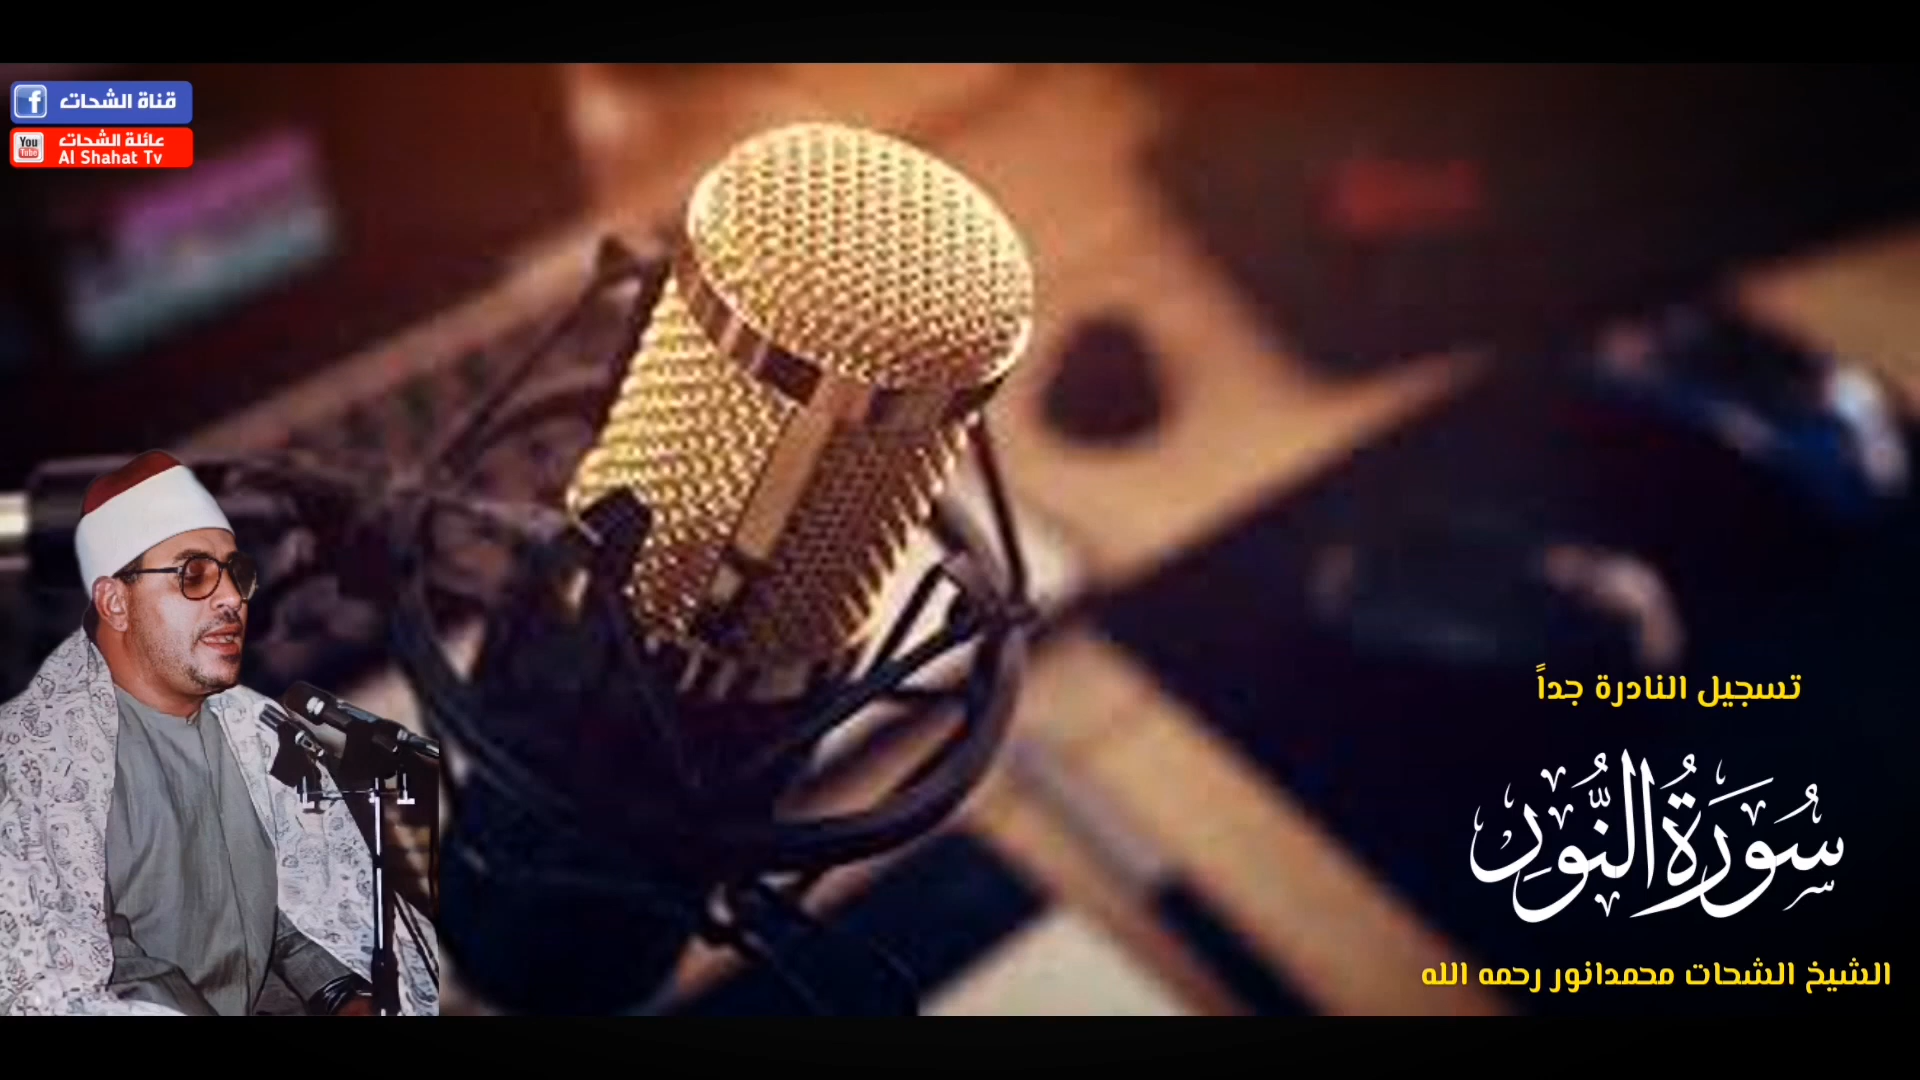 قناة الشحات
You
Tube
عائلة الشحات
Al Shahat Tv
تسجيل النادرة جداً
سُورَةُ النُّورِ
الشيخ الشحات محمدانور رحمه الله